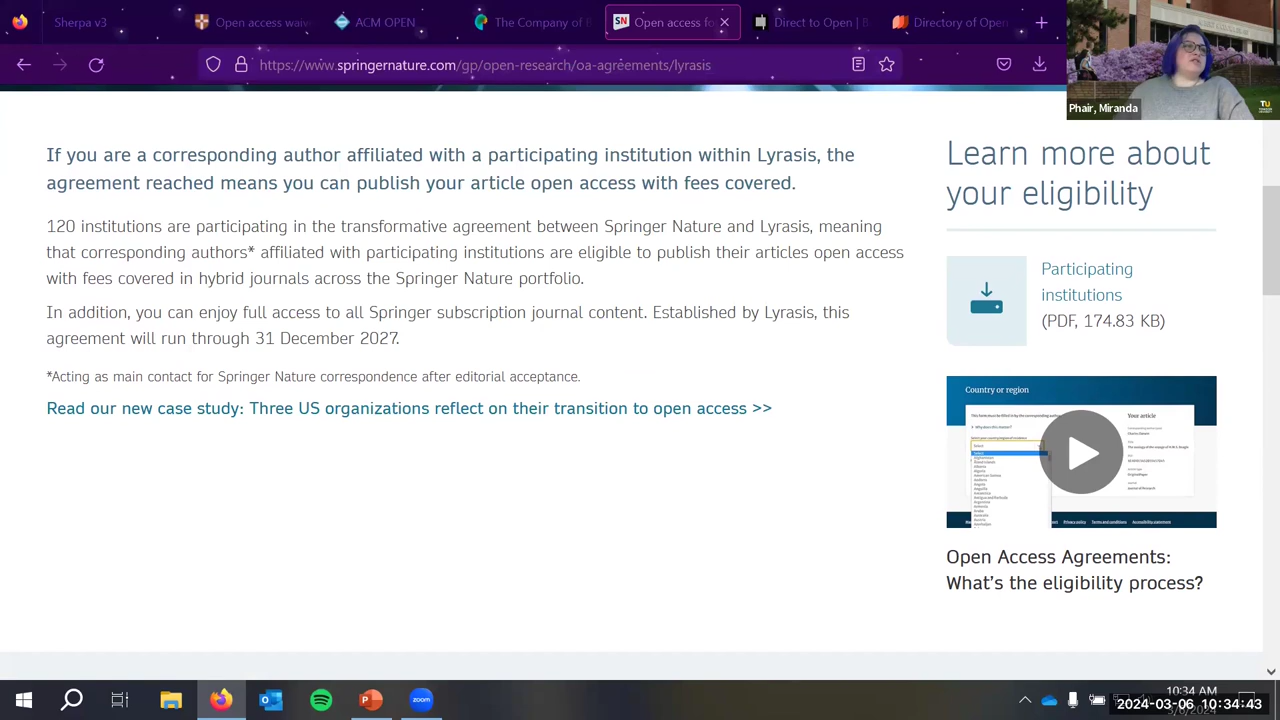 Sherpa v3
Open access waiv
ACM OPEN
The Company of B
SN
Open access fo
Direct to Open | B
Directory of Open
https://www.springernature.com/gp/open-research/oa-agreements/lyrasis
Phair, Miranda
TU
If you are a corresponding author affiliated with a participating institution within Lyrasis, the
agreement reached means you can publish your article open access with fees covered.
120 institutions are participating in the transformative agreement between Springer Nature and Lyrasis, meaning
that corresponding authors* affiliated with participating institutions are eligible to publish their articles open access
with fees covered in hybrid journals across the Springer Nature portfolio.
In addition, you can enjoy full access to all Springer subscription journal content. Established by Lyrasis, this
agreement will run through 31 December 2027.
*Acting as main contact for Springer Nature correspondence after editorial acceptance.
Read our new case study: Three US organizations reflect on their transition to open access >>
Learn more about
your eligibility
Participating
institutions
(PDF, 174.83 KB)
Country or region
Your article
Open Access Agreements:
What's the eligibility process?
zoom
10:34 AM
2024-03-06 10:34:43